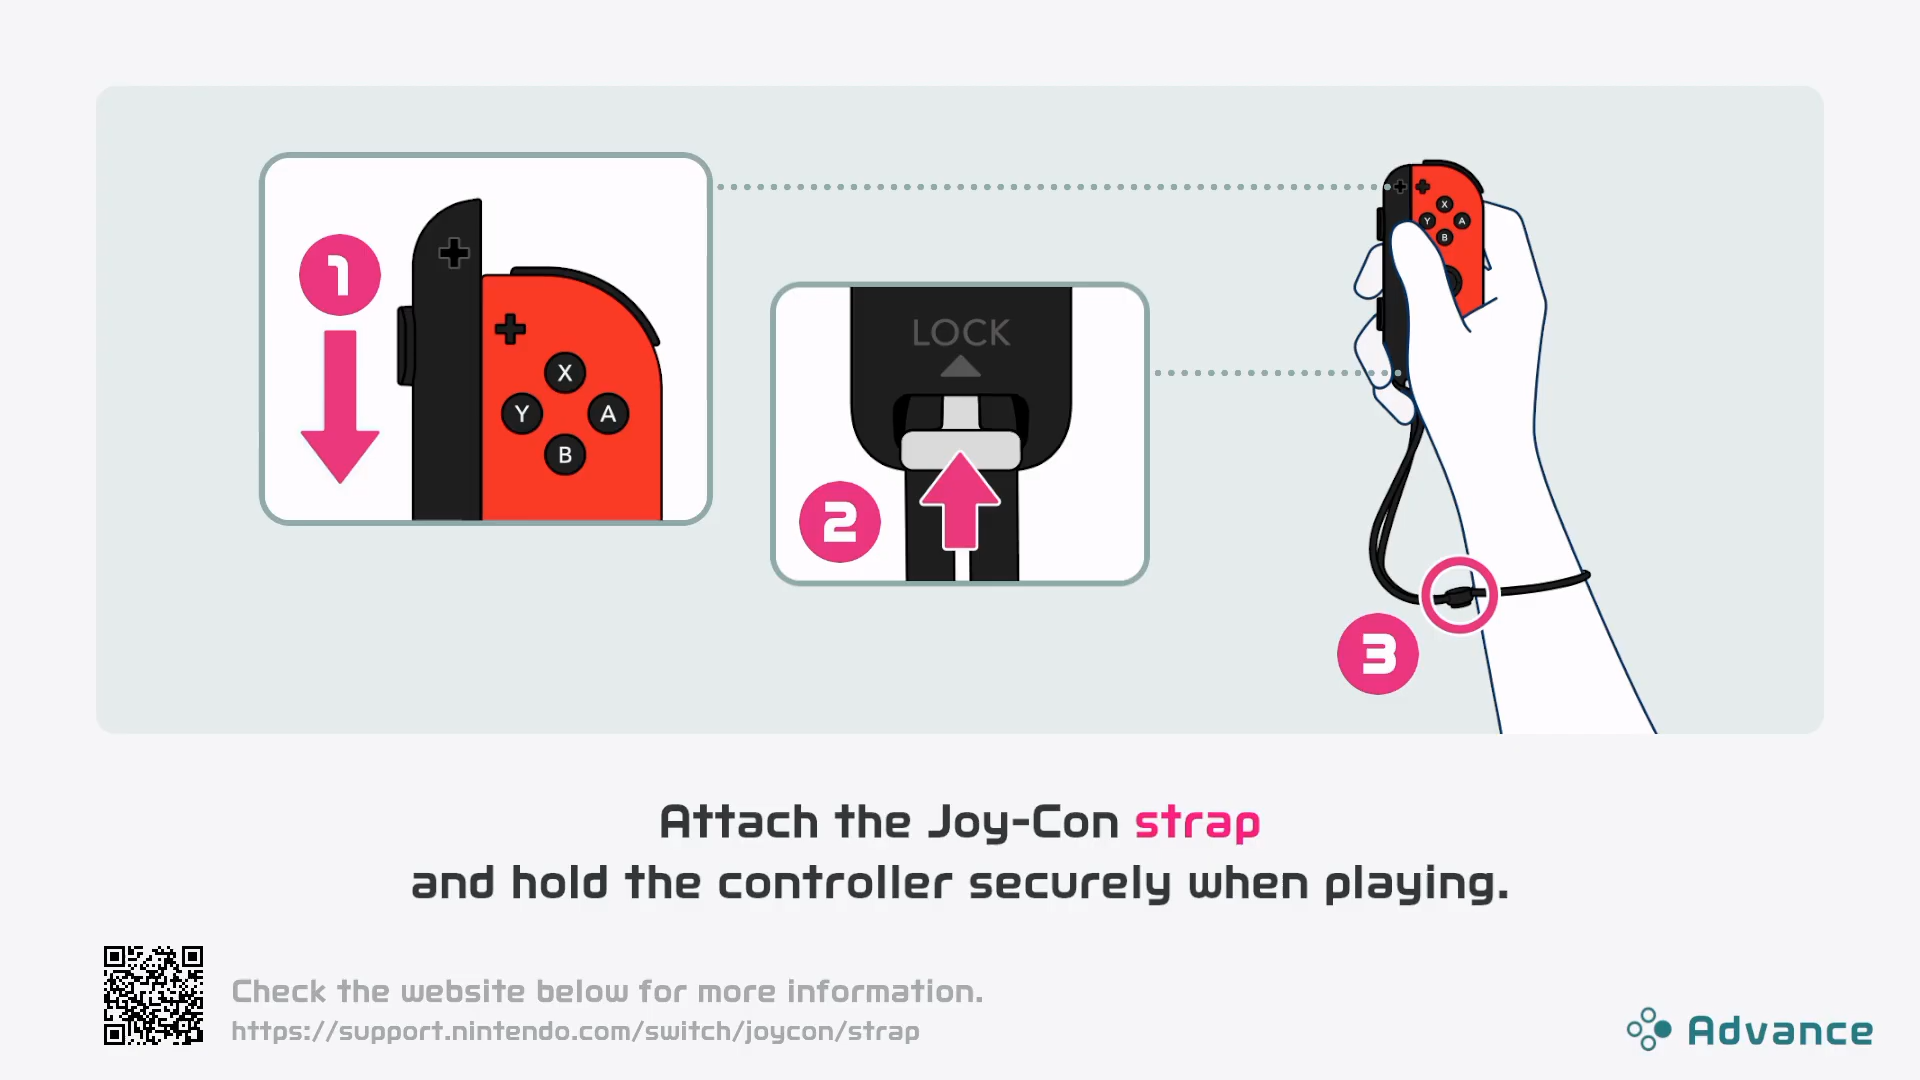 1
X
Y
A
B
LOCK
2
X
Y
A
B
3
Attach the Joy-Con strap
and hold the controller securely when playing.
Check the website below for more information.
https://support.nintendo.com/switch/joycon/strap
Advance